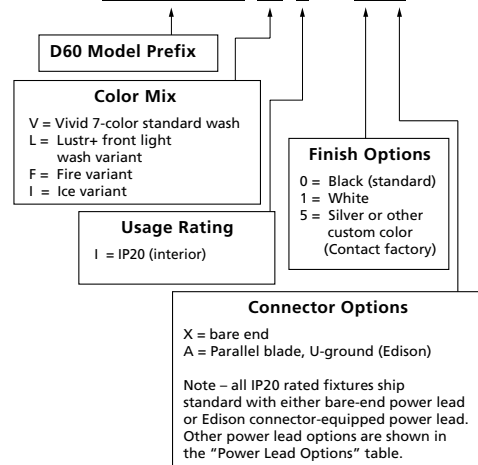 D60 Model Prefix
Color Mix
V = Vivid 7-color standard wash
L = Lustr+ front light
wash variant
F = Fire variant
I = Ice variant
Usage Rating
I = IP20 (interior)
Finish Options
0 = Black (standard)
1 = White
5 = Silver or other
custom color
(Contact factory)
Connector Options
X = bare end
A = Parallel blade, U-ground (Edison)
Note – all IP20 rated fixtures ship
standard with either bare-end power lead
or Edison connector-equipped power lead.
Other power lead options are shown in
the “Power Lead Options” table.